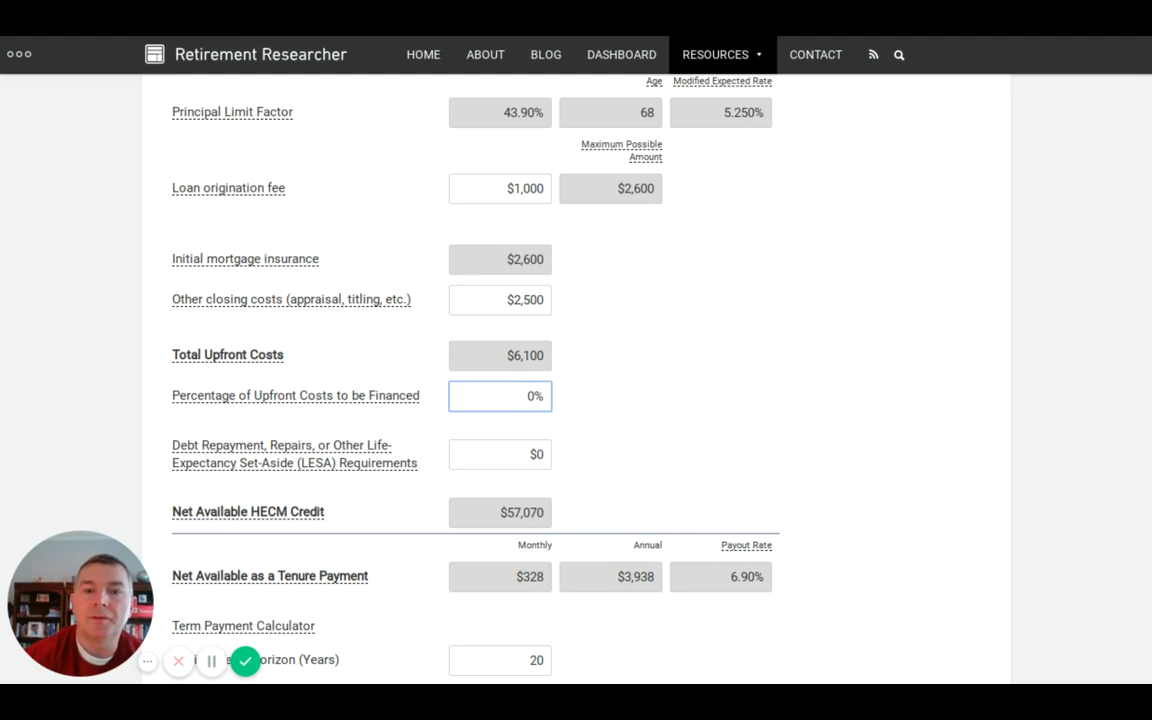 Retirement Researcher HOME ABOUT BLOG DASHBOARD RESOURCES CONTACT
Age Modified Expected Rate
Principal Limit Factor 43.90% 68 5.250%
Maximum Possible
Amount
Loan origination fee $1,000 $2,600
Initial mortgage insurance $2,600
Other closing costs (appraisal, titling, etc.) $2,500
Total Upfront Costs $6,100
Percentage of Upfront Costs to be Financed 0%
Debt Repayment, Repairs, or Other Life-
Expectancy Set-Aside (LESA) Requirements $0
Net Available HECM Credit $57,070
Monthly Annual Payout Rate
Net Available as a Tenure Payment $328 $3,938 6.90%
Term Payment Calculator
(Years) 20